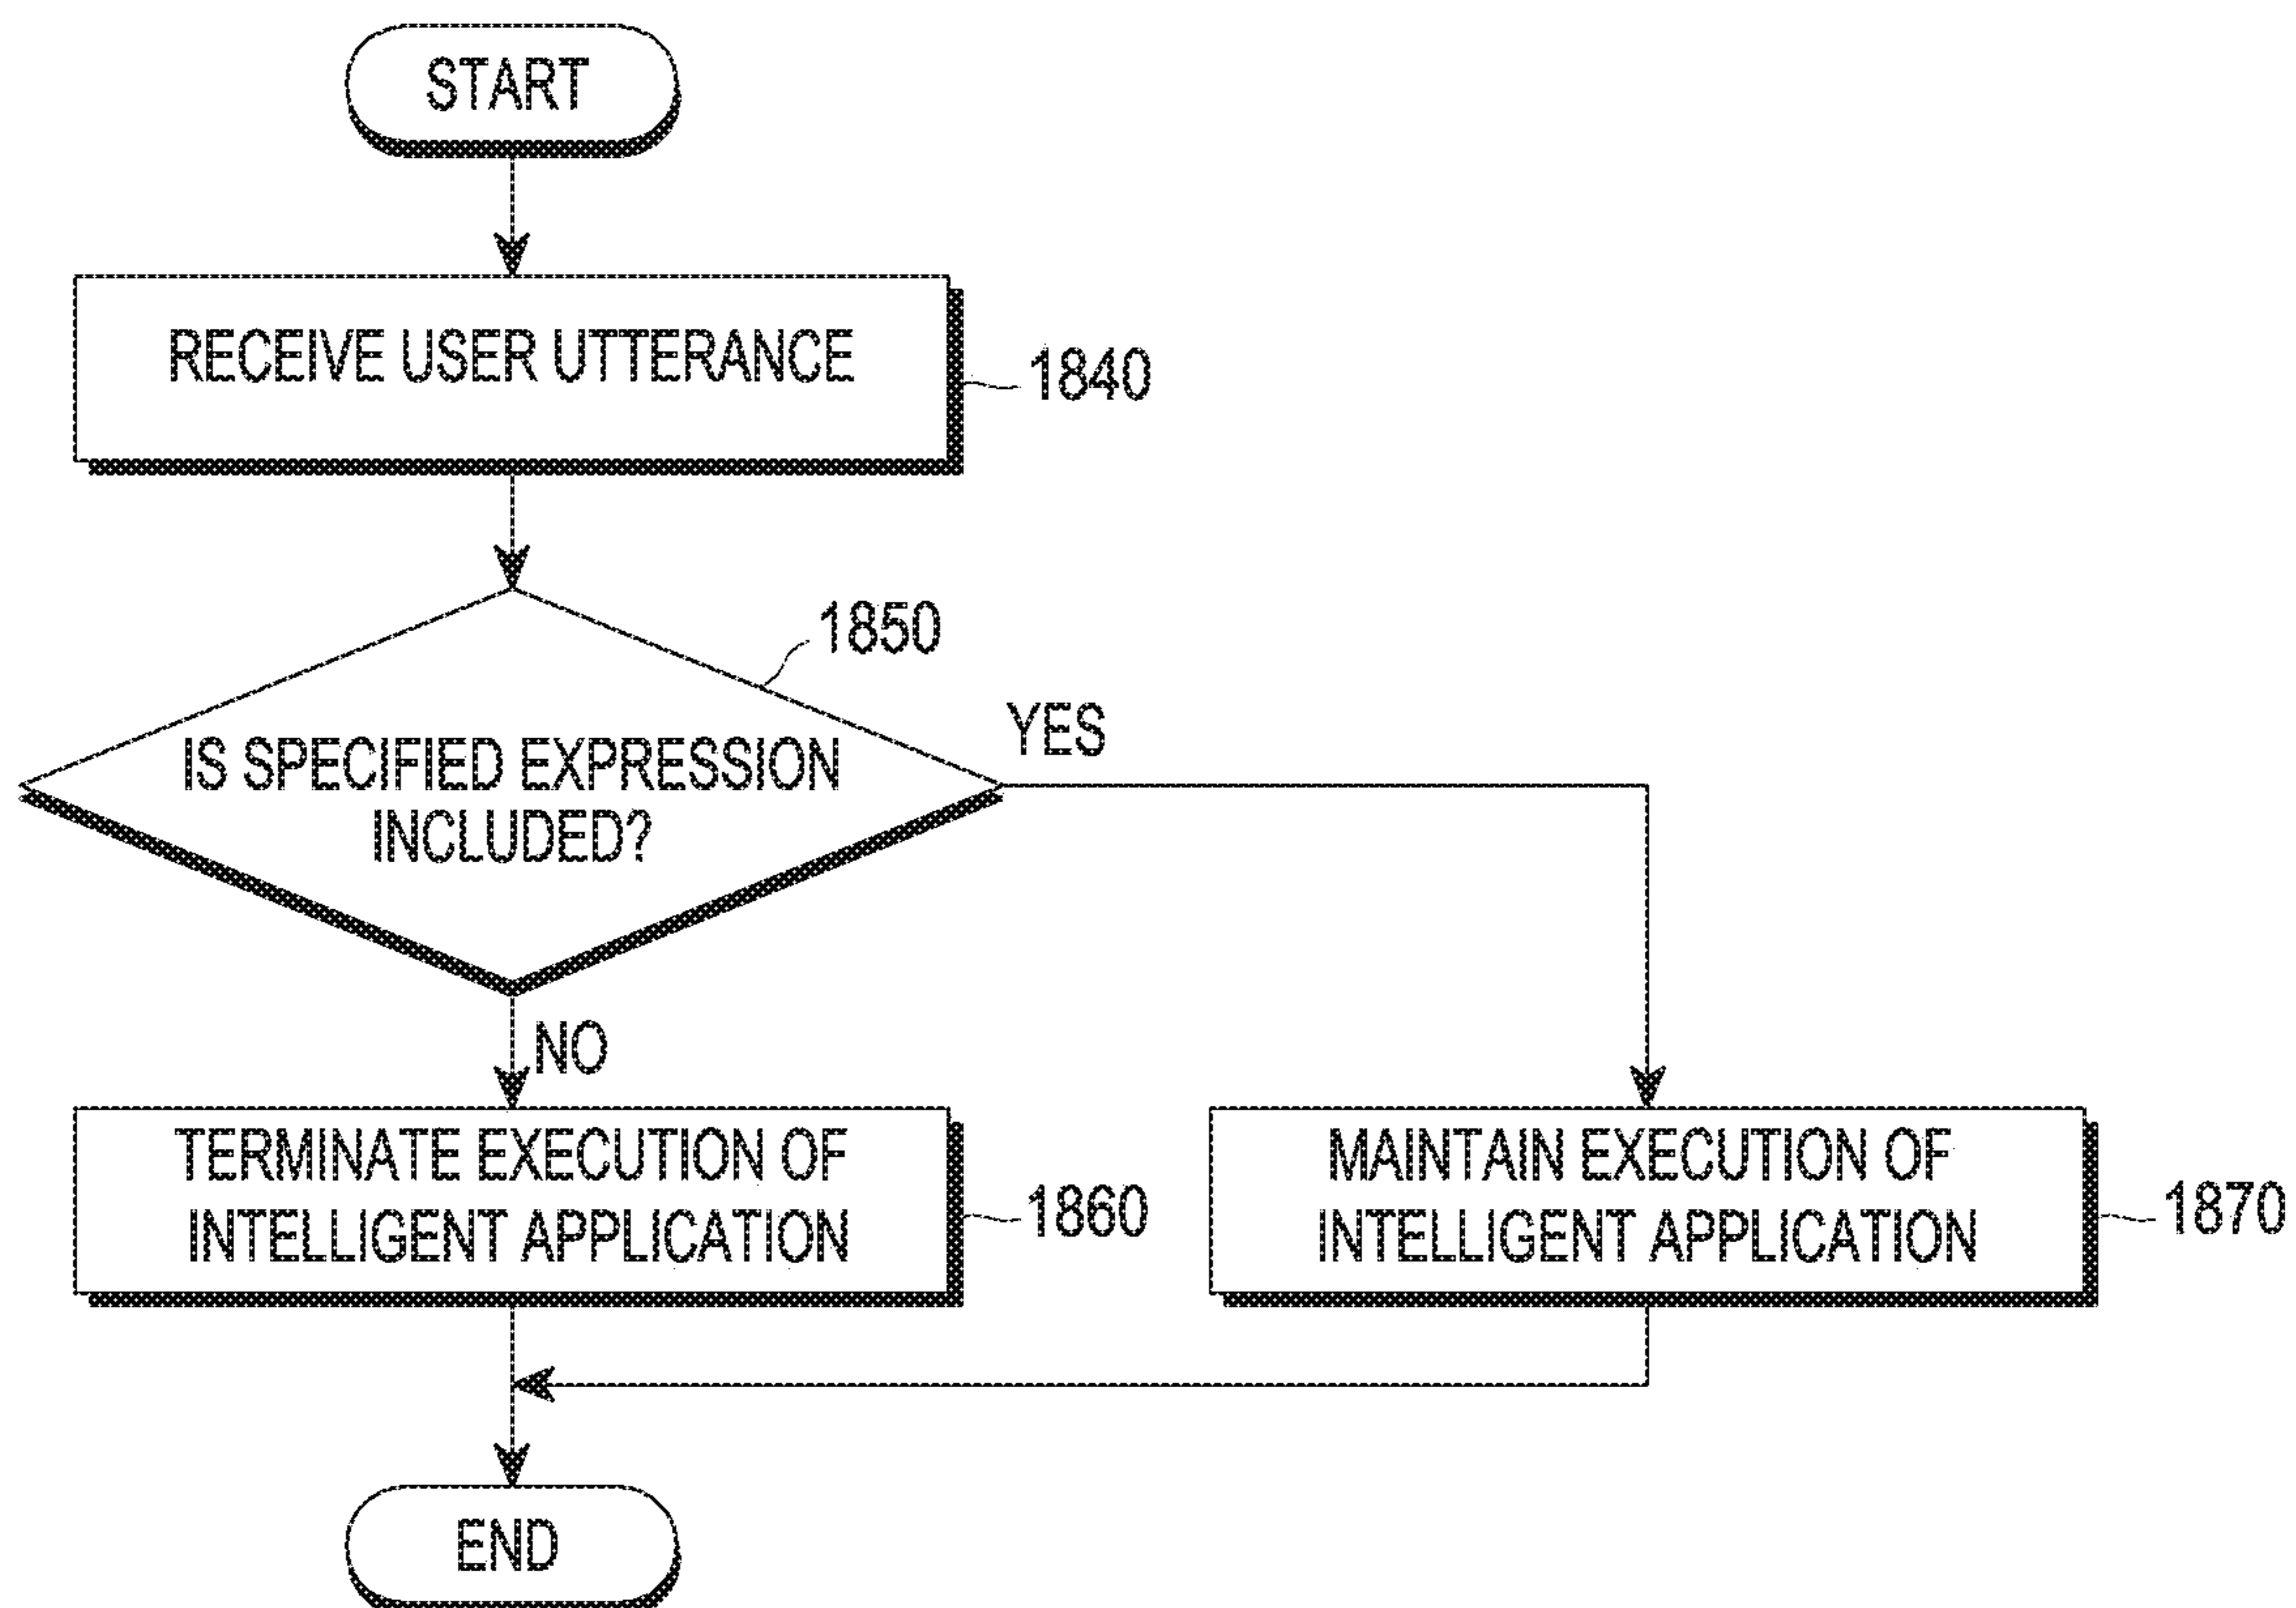 START
RECEIVE USER UTTERANCE
1840
1850
YES
IS SPECIFIED EXPRESSION
INCLUDED?
NO
TERMINATE EXECUTION OF
INTELLIGENT APPLICATION
1860
MAINTAIN EXECUTION OF
INTELLIGENT APPLICATION
1870
END